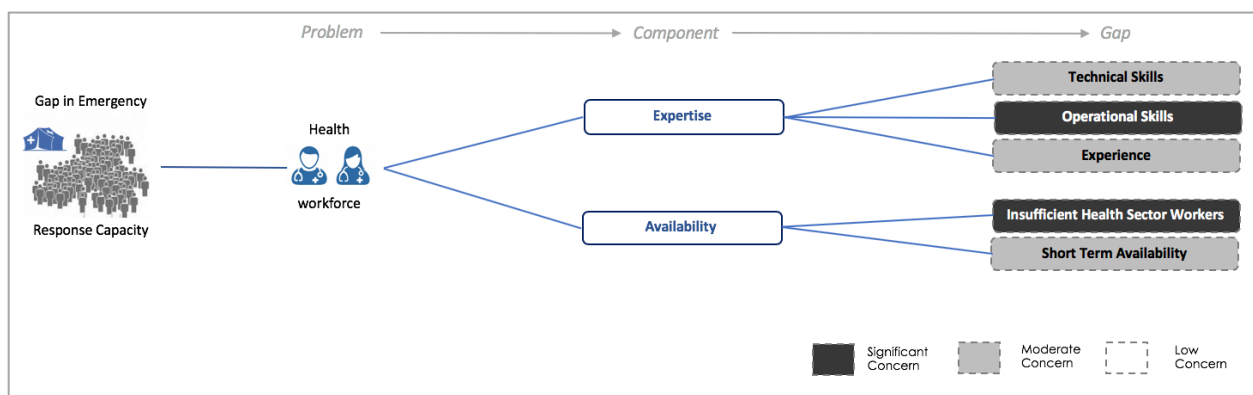 Problem
Component
Gap
Gap in Emergency
Response Capacity
Health
workforce
Expertise
Availability
Technical Skills
Operational Skills
Experience
Insufficient Health Sector Workers
Short Term Availability
Significant
Concern
Moderate
Concern
Low
Concern